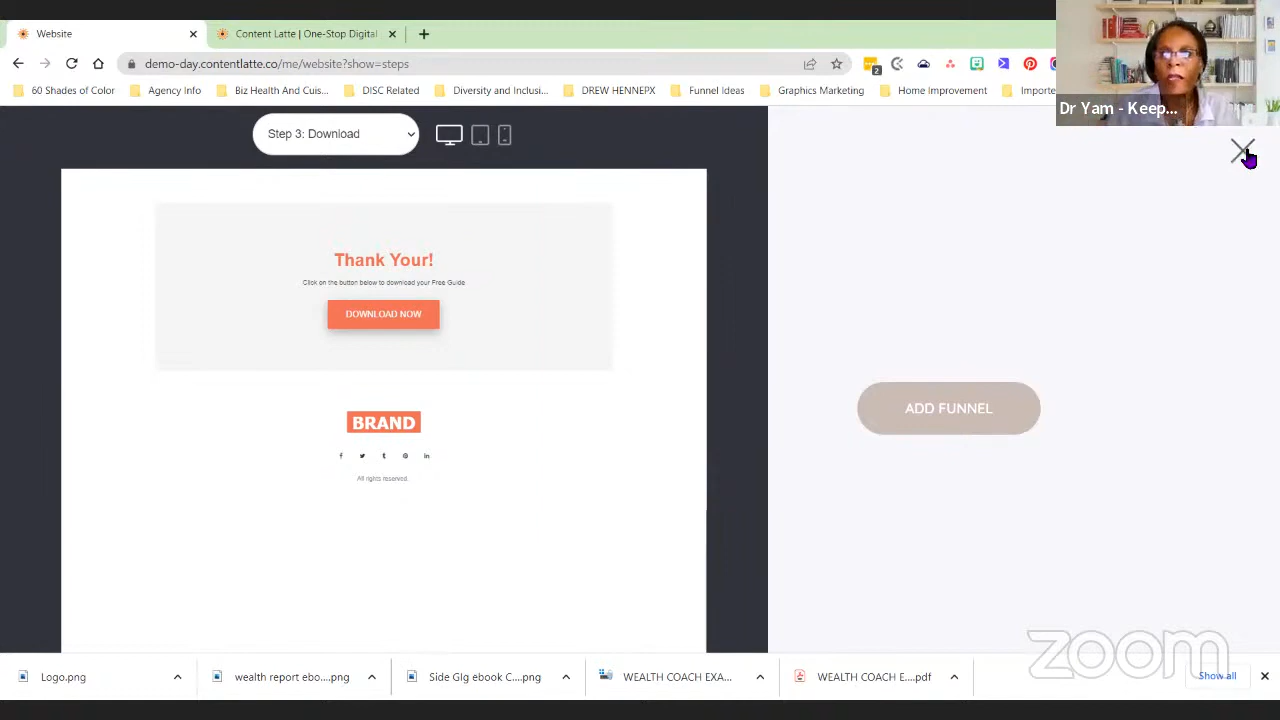 Website
Content Latte | One-Stop Digital
demo-day.contentlatte.co/me/website?show=steps
2
60 Shades of Color
Agency Info
Biz Health And Cuis...
DISC Related
Diversity and Inclusi...
DREW HENNEPX
Funnel Ideas
Graphics Marketing
Home Improvement
Importe
Dr Yam - Keep...
Step 3: Download
Thank Your!
Click on the button below to download your Free Guide
DOWNLOAD NOW
BRAND
All rights reserved.
ADD FUNNEL
zoom
Logo.png
wealth report ebo....png
Side GIg ebook C....png
WEALTH COACH EXA...
WEALTH COACH E....pdf
Show all